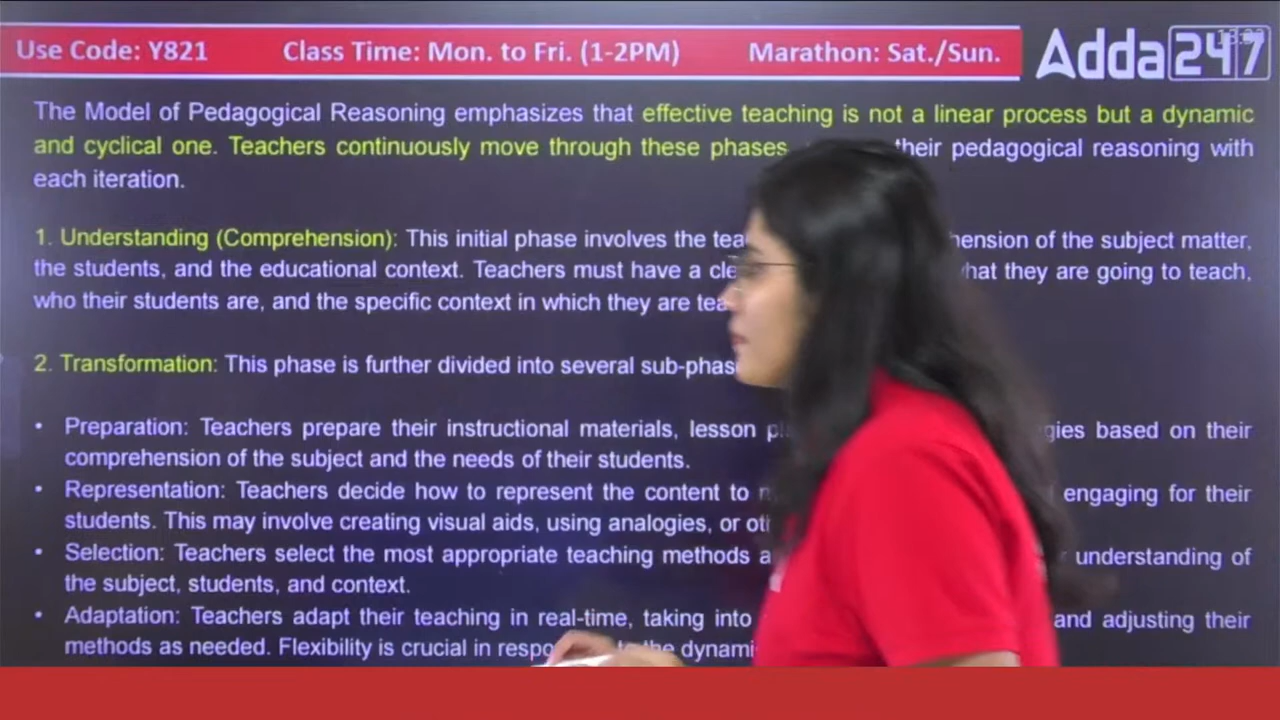 Use Code: Y821 Class Time: Mon. to Fri. (1-2PM) Marathon: Sat./Sun.
Adda247
The Model of Pedagogical Reasoning emphasizes that effective teaching is not a linear process but a dynamic
and cyclical one. Teachers continuously move through these phases their pedagogical reasoning with
each iteration.
1. Understanding (Comprehension): This initial phase involves the of the subject matter,
the students, and the educational context. Teachers must have a they are going to teach,
who their students are, and the specific context in which they are
2. Transformation: This phase is further divided into several
Preparation: Teachers prepare their instructional materials, lesson based on their
comprehension of the subject and the needs of their students.
Representation: Teachers decide how to represent the content to engaging for their
students. This may involve creating visual aids, using analogies, or
Selection: Teachers select the most appropriate teaching methods understanding of
the subject, students, and context.
Adaptation: Teachers adapt their teaching in real-time, taking into and adjusting their
methods as needed. Flexibility is crucial in the